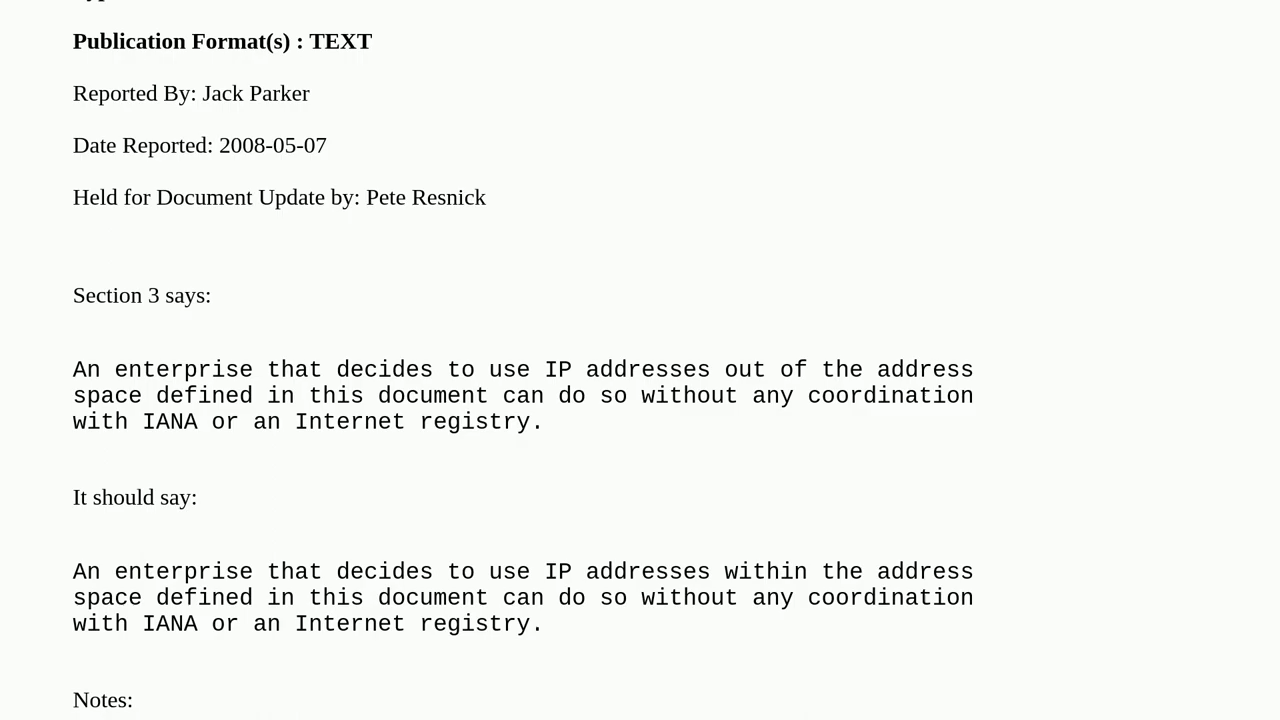 Publication Format(s) : TEXT
Reported By: Jack Parker
Date Reported: 2008-05-07
Held for Document Update by: Pete Resnick
Section 3 says:
An enterprise that decides to use IP addresses out of the address
space defined in this document can do so without any coordination
with IANA or an Internet registry.
It should say:
An enterprise that decides to use IP addresses within the address
space defined in this document can do so without any coordination
with IANA or an Internet registry.
Notes: